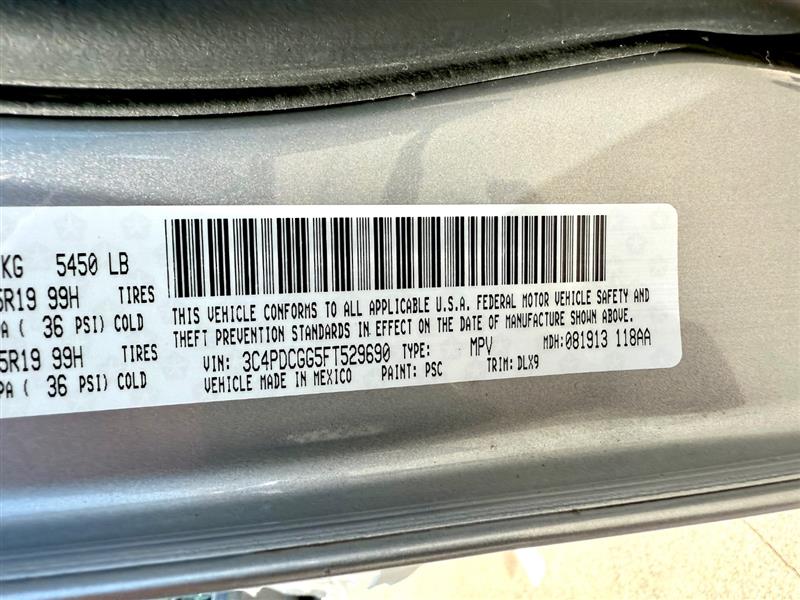 KG 5450 LB
5R19 99H TIRES
PA ( 36 PSI) COLD
5R19 99H TIRES
PA ( 36 PSI) COLD
THIS VEHICLE CONFORMS TO ALL APPLICABLE U.S.A. FEDERAL MOTOR VEHICLE SAFETY AND
THEFT PREVENTION STANDARDS IN EFFECT ON THE DATE OF MANUFACTURE SHOWN ABOVE.
VIN: 3C4PDCGG5FT529690 TYPE: MPV MDH: 081913 118AA
VEHICLE MADE IN MEXICO PAINT: PSC TRIM: DLX9